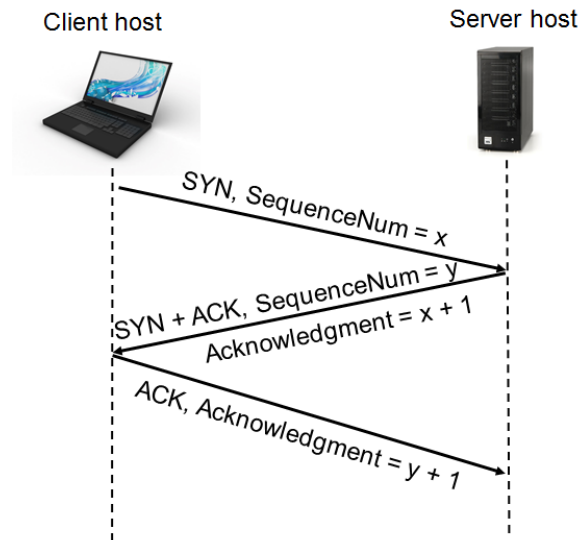 Client host
Server host
SYN, SequenceNum = x
SYN + ACK, SequenceNum = y
Acknowledgment = x + 1
ACK, Acknowledgment = y + 1